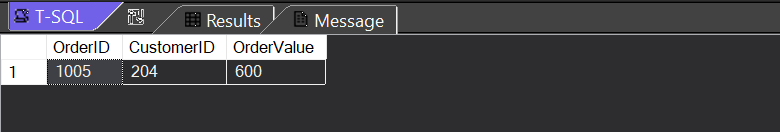 T-SQL Results Message
OrderID CustomerID OrderValue
1 1005 204 600